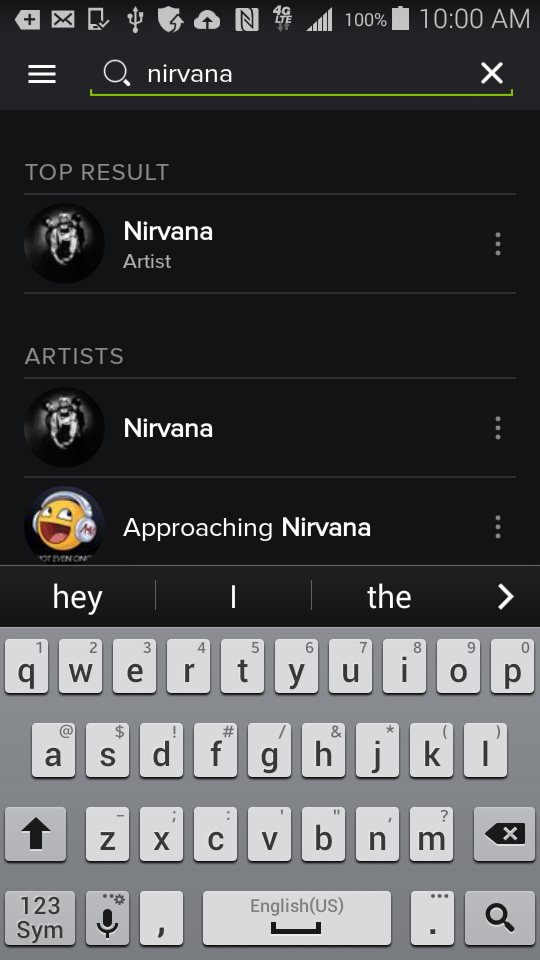 4G LTE 100% 10:00 AM
nirvana
TOP RESULT
Nirvana
Artist
ARTISTS
Nirvana
Approaching Nirvana
hey I the
1 2 3 4 5 6 7 8 9 0
q w e r t y u i o p
@ $ ! # / & * ( )
a s d f g h j k l
- ; : ' " , ?
z x c v b n m
123
Sym , English(US) .